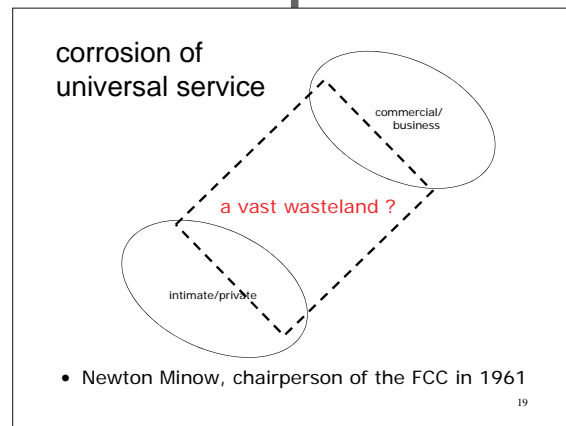 corrosion of
universal service
commercial/
business
a vast wasteland ?
intimate/private
• Newton Minow, chairperson of the FCC in 1961
19